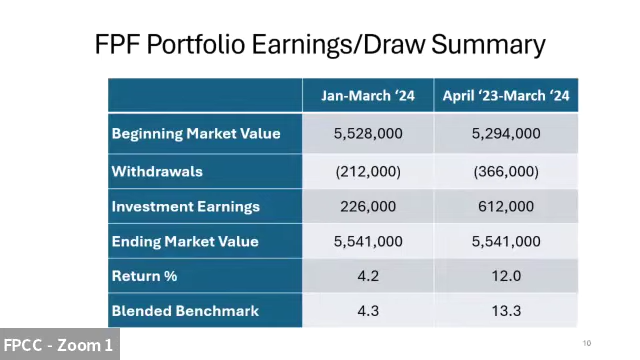 FPF Portfolio Earnings/Draw Summary
Jan-March ‘24 April ‘23-March ‘24
Beginning Market Value 5,528,000 5,294,000
Withdrawals (212,000) (366,000)
Investment Earnings 226,000 612,000
Ending Market Value 5,541,000 5,541,000
Return % 4.2 12.0
Blended Benchmark 4.3 13.3
FPCC - Zoom 1
10